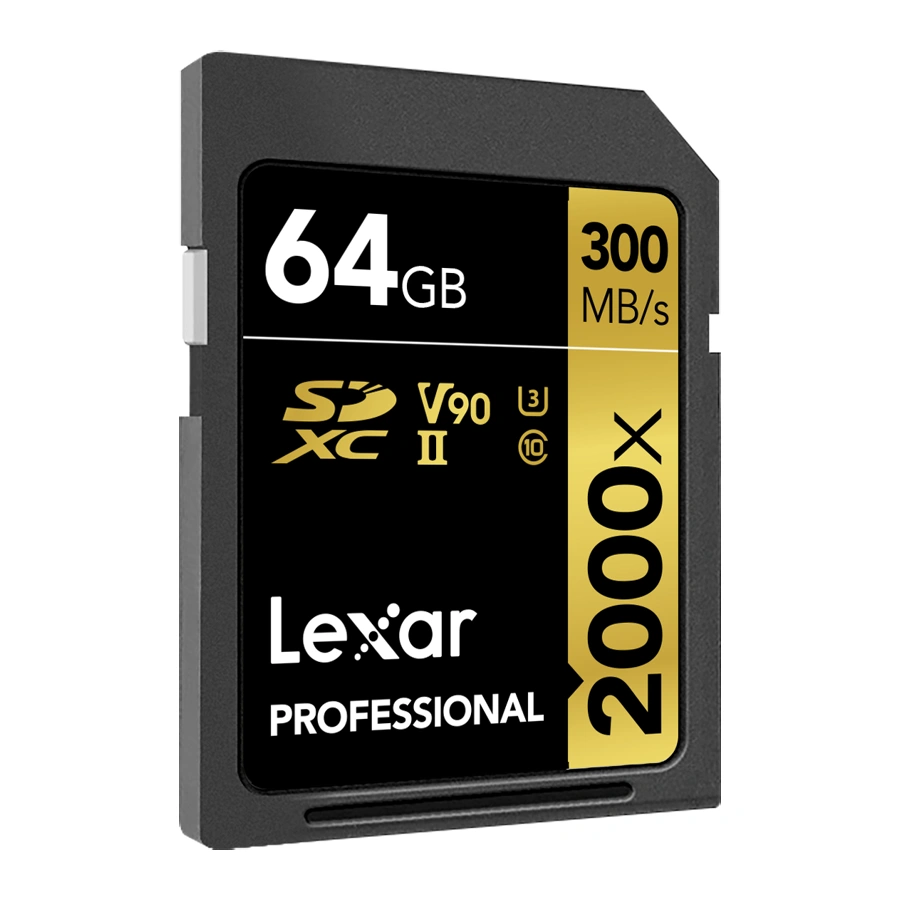 64GB
300
MB/s
SD
XC
V90
II
3
10
2000x
Lexar
PROFESSIONAL